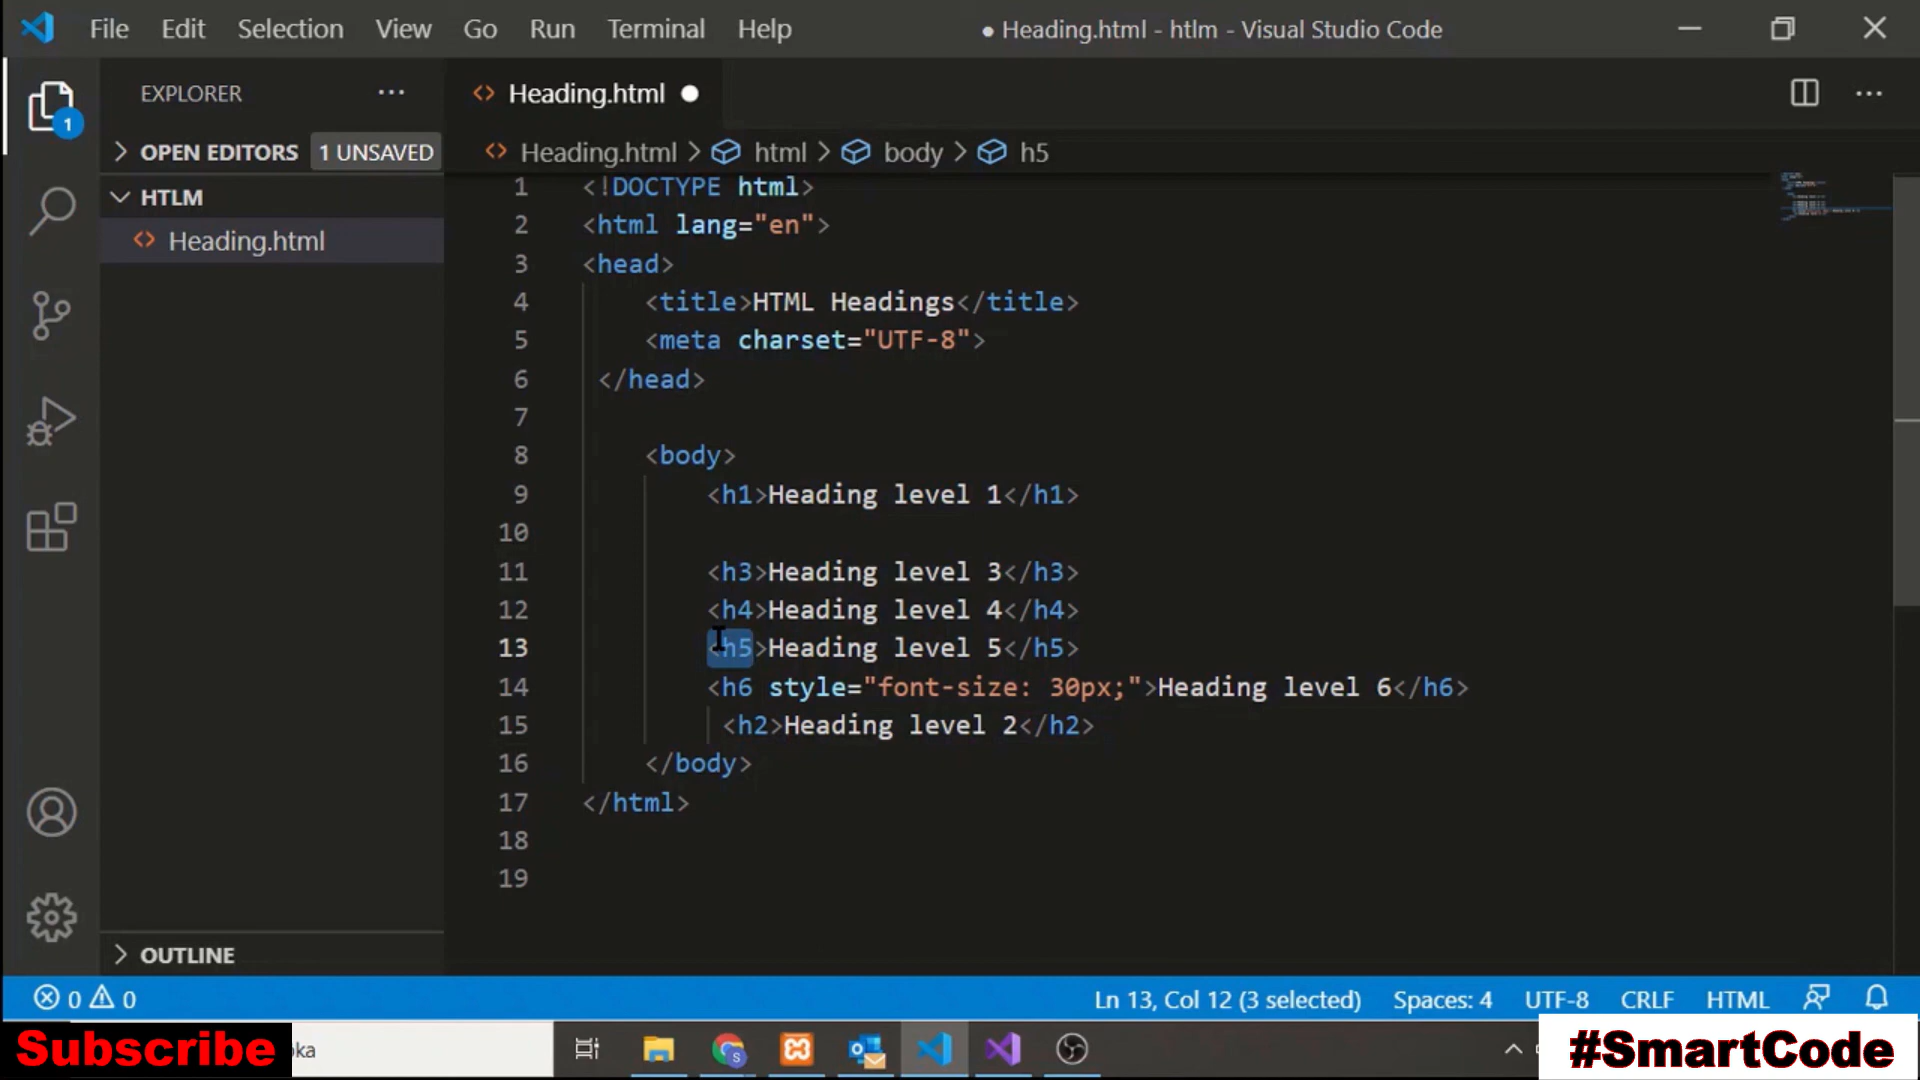 File Edit Selection View Go Run Terminal Help ● Heading.html - htlm - Visual Studio Code
EXPLORER ···
Heading.html ●
OPEN EDITORS 1 UNSAVED
Heading.html > html > body > h5
HTLM
Heading.html
1
1 <!DOCTYPE html>
2 <html lang="en">
3 <head>
4 <title>HTML Headings</title>
5 <meta charset="UTF-8">
6 </head>
7
8 <body>
9 <h1>Heading level 1</h1>
10
11 <h3>Heading level 3</h3>
12 <h4>Heading level 4</h4>
13 <h5>Heading level 5</h5>
14 <h6 style="font-size: 30px;">Heading level 6</h6>
15 <h2>Heading level 2</h2>
16 </body>
17 </html>
18
19
OUTLINE
0 0 Ln 13, Col 12 (3 selected) Spaces: 4 UTF-8 CRLF HTML
Subscribe
#SmartCode